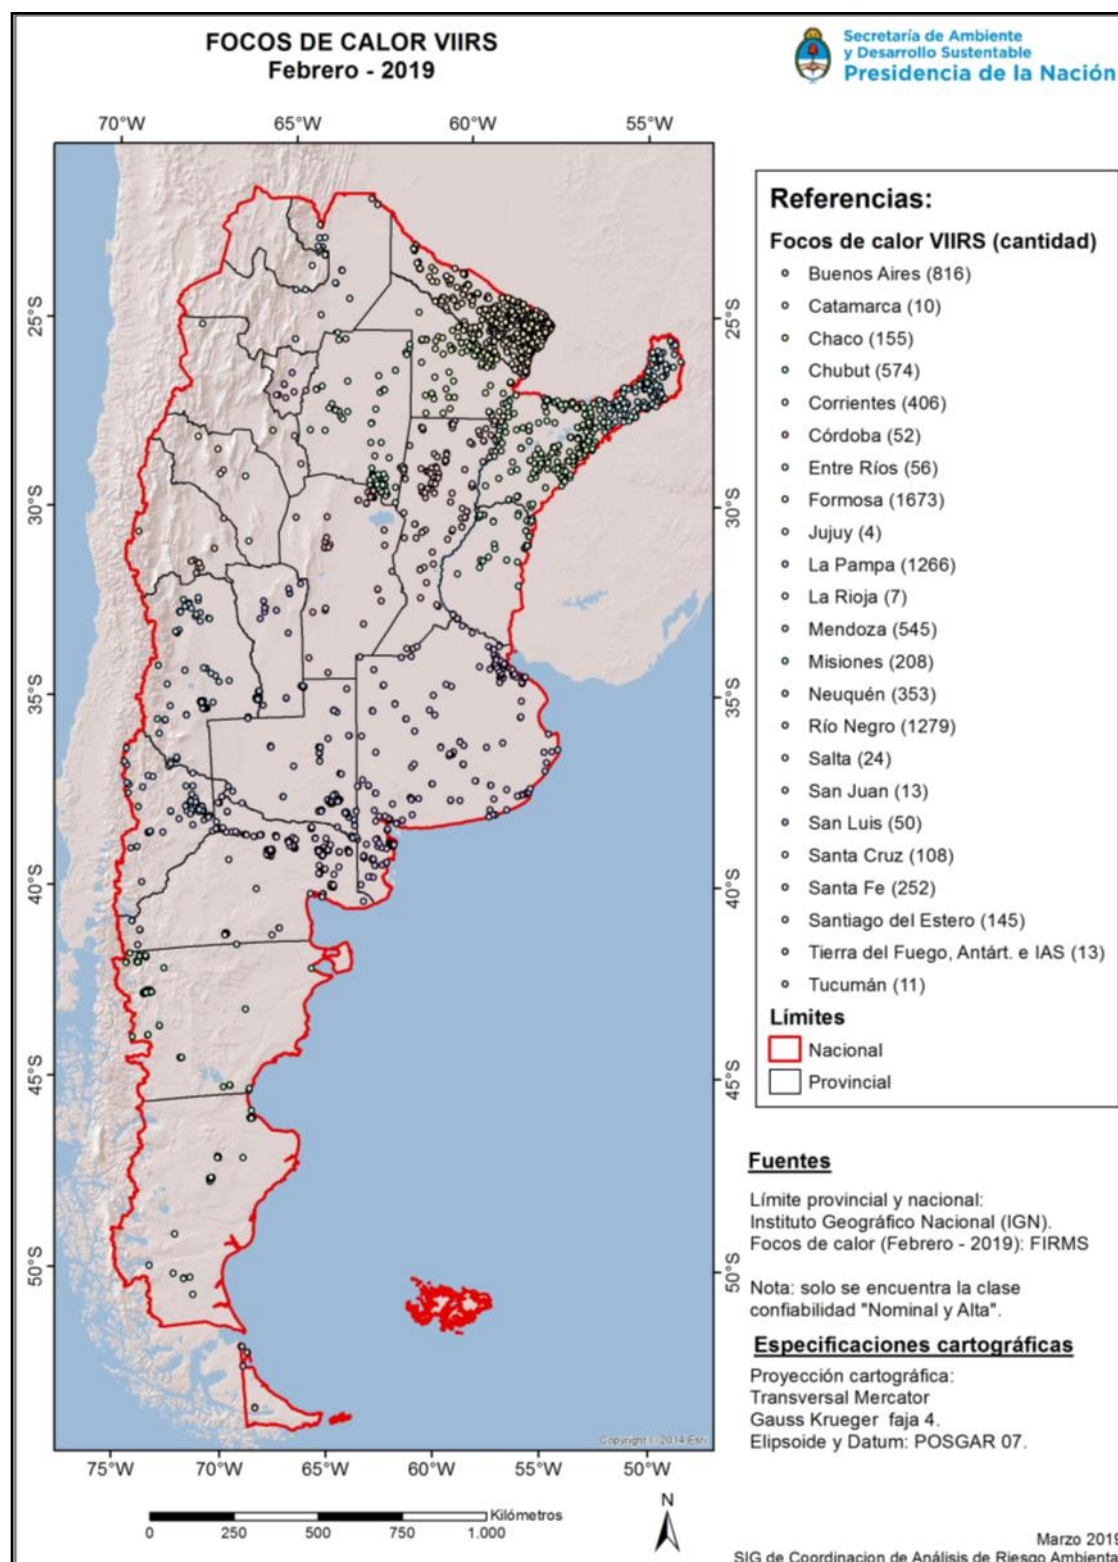 FOCOS DE CALOR VIIRS
Febrero - 2019
Secretaría de Ambiente
y Desarrollo Sustentable
Presidencia de la Nación
70°W 65°W 60°W 55°W
25°S 25°S
30°S 30°S
35°S 35°S
40°S 40°S
45°S 45°S
50°S 50°S
Copyright © 2014 Esri
75°W 70°W 65°W 60°W 55°W 50°W
Kilómetros
0 250 500 750 1.000
N
Referencias:
Focos de calor VIIRS (cantidad)
Buenos Aires (816)
Catamarca (10)
Chaco (155)
Chubut (574)
Corrientes (406)
Córdoba (52)
Entre Ríos (56)
Formosa (1673)
Jujuy (4)
La Pampa (1266)
La Rioja (7)
Mendoza (545)
Misiones (208)
Neuquén (353)
Río Negro (1279)
Salta (24)
San Juan (13)
San Luis (50)
Santa Cruz (108)
Santa Fe (252)
Santiago del Estero (145)
Tierra del Fuego, Antárt. e IAS (13)
Tucumán (11)
Límites
Nacional
Provincial
Fuentes
Límite provincial y nacional:
Instituto Geográfico Nacional (IGN).
Focos de calor (Febrero - 2019): FIRMS
Nota: solo se encuentra la clase
confiabilidad "Nominal y Alta".
Especificaciones cartográficas
Proyección cartográfica:
Transversal Mercator
Gauss Krueger faja 4.
Elipsoide y Datum: POSGAR 07.
Marzo 2019
SIG de Coordinacion de Análisis de Riesgo Ambienta